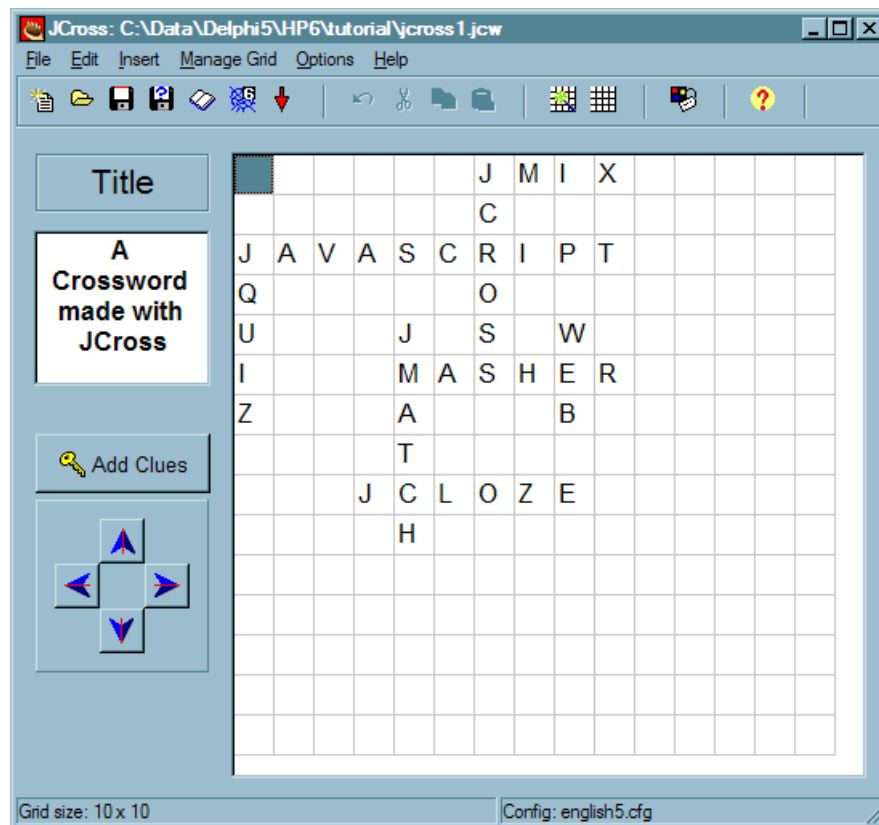 JCross: C:\Data\Delphi5\HP6\tutorial\jcross1.jcw
File Edit Insert Manage Grid Options Help
Title
A
Crossword
made with
JCross
Add Clues
J M I X
C
J A V A S C R I P T
Q O
U J S W
I M A S H E R
Z A B
T
J C L O Z E
H
Grid size: 10 x 10
Config: english5.cfg